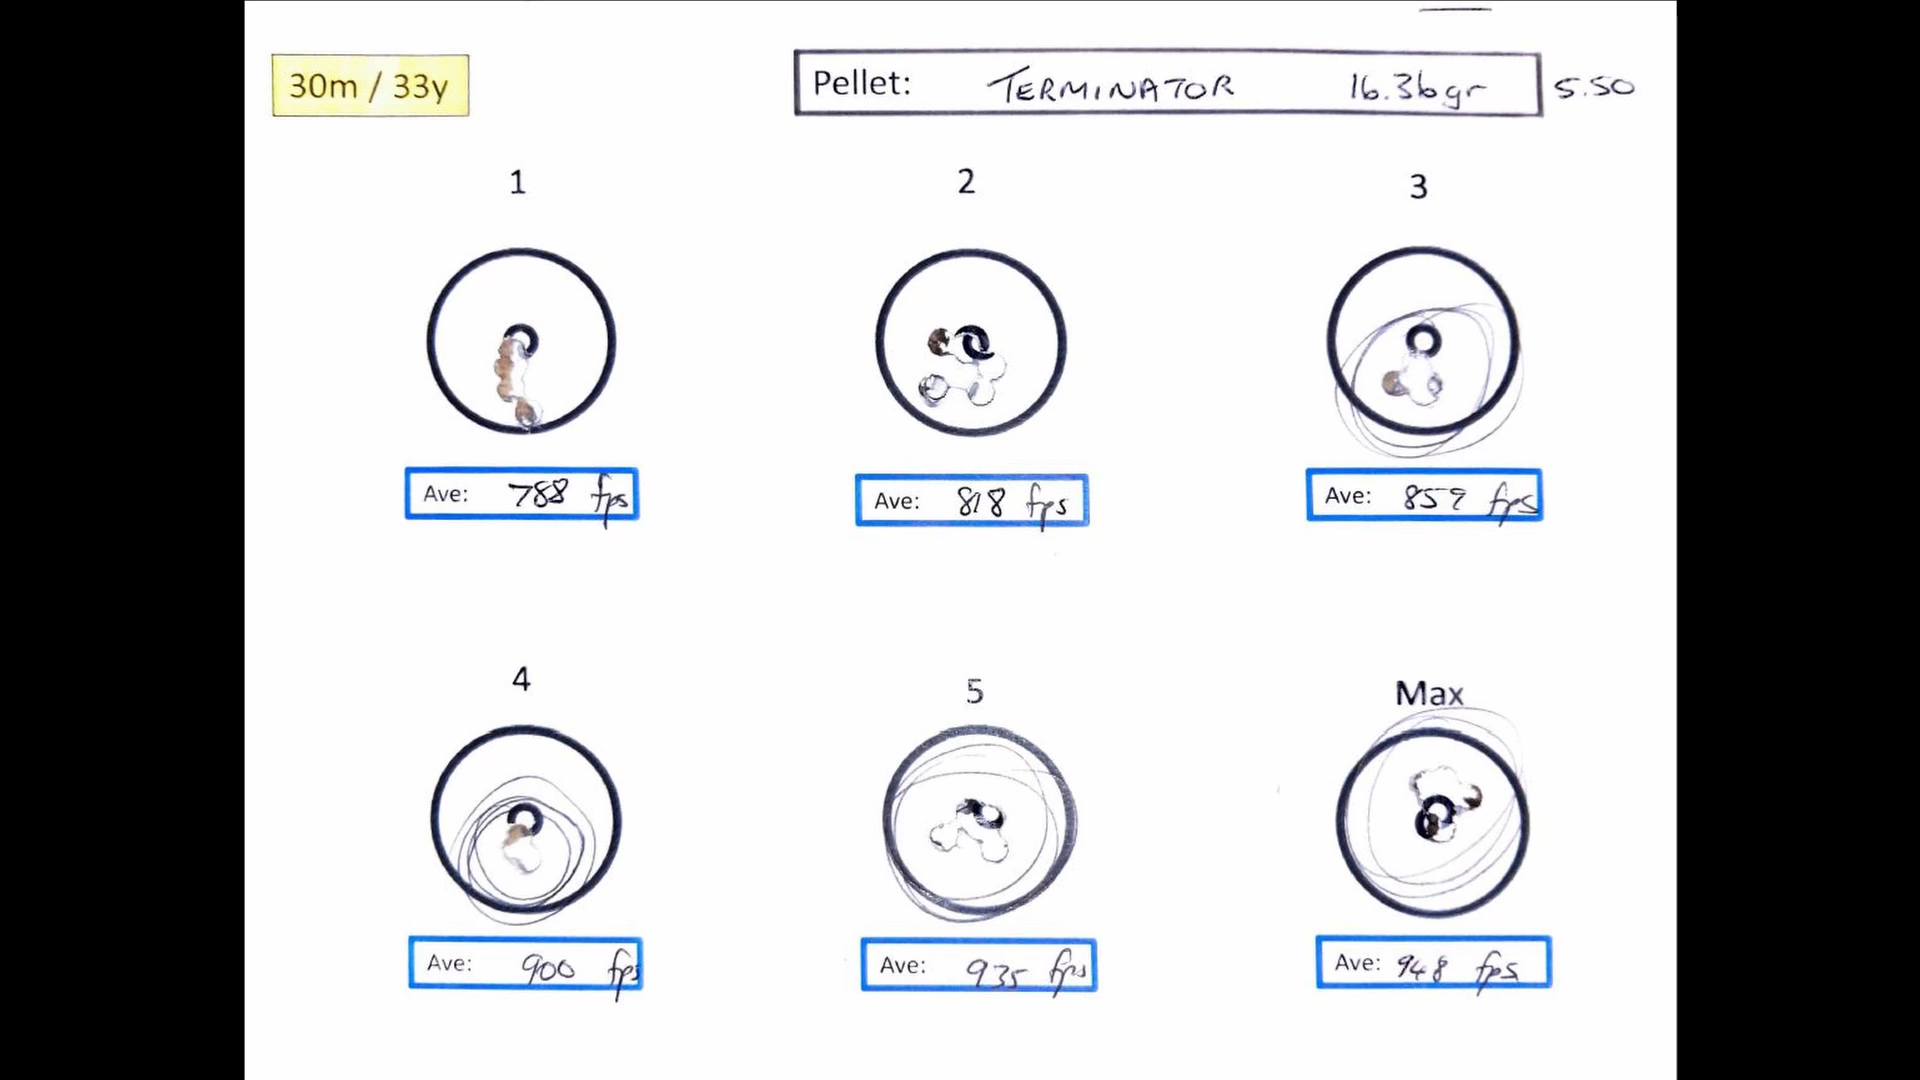 30m / 33y
Pellet: TERMINATOR 16.36gr 5.50
1 2 3
Ave: 788 fps
Ave: 818 fps
Ave: 859 fps
4 5 Max
Ave: 900 fps
Ave: 935 fps
Ave: 948 fps